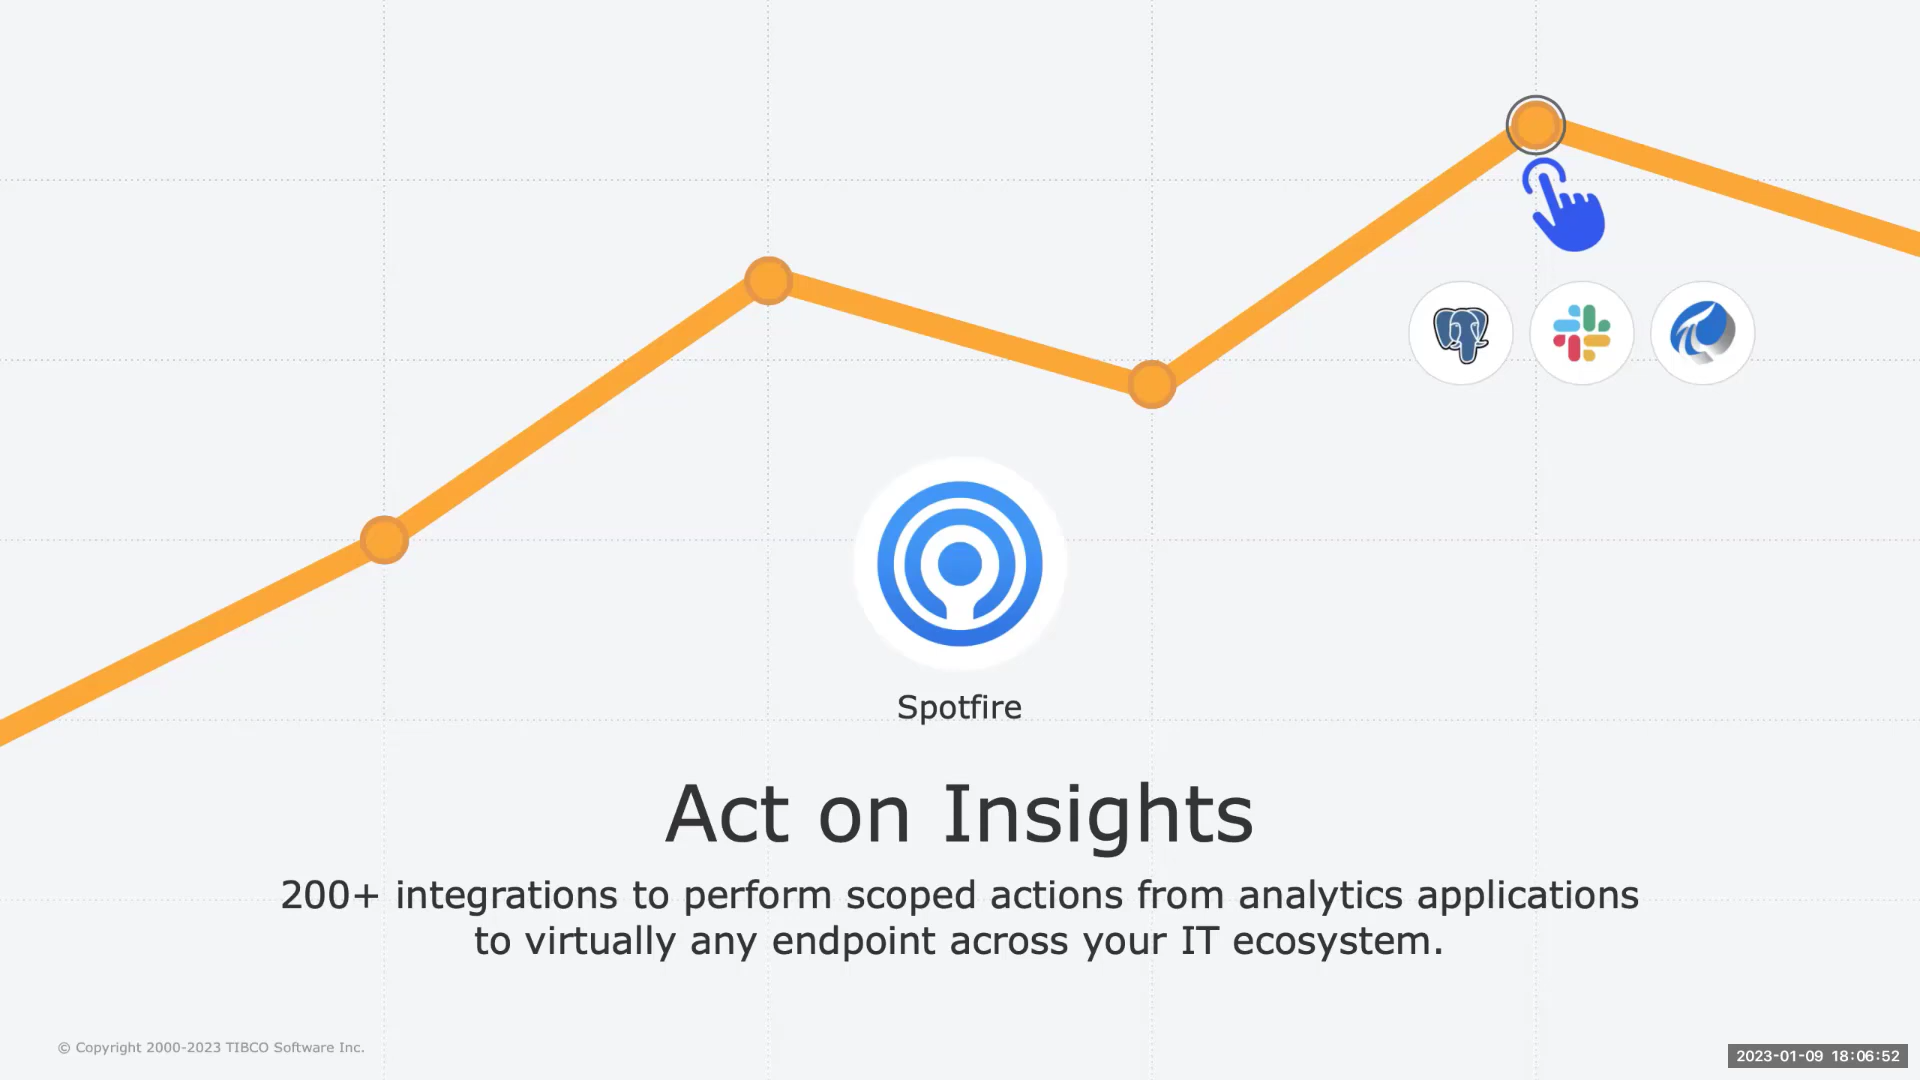 Spotfire
Act on Insights
200+ integrations to perform scoped actions from analytics applications
to virtually any endpoint across your IT ecosystem.
© Copyright 2000-2023 TIBCO Software Inc.
2023-01-09 18:06:52